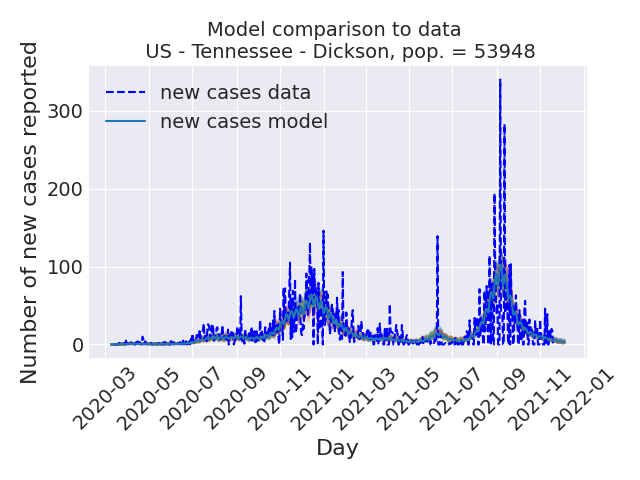 Model comparison to data
US - Tennessee - Dickson, pop. = 53948
Number of new cases reported
new cases data
new cases model
300
200
100
0
2020-03
2020-05
2020-07
2020-09
2020-11
2021-01
2021-03
2021-05
2021-07
2021-09
2021-11
2022-01
Day